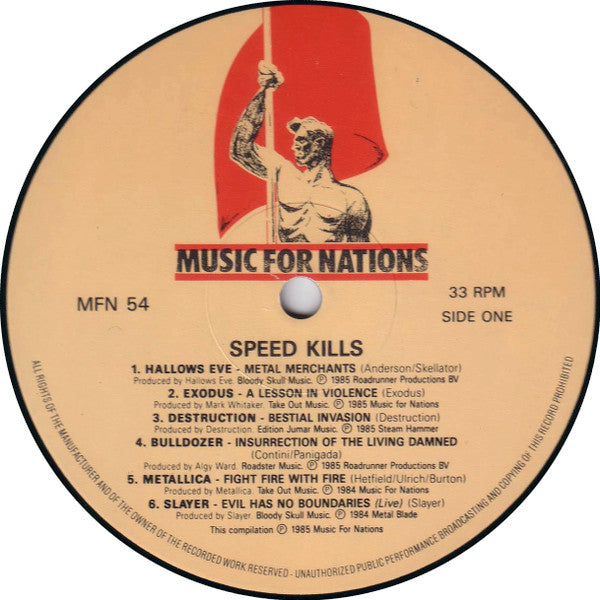 MUSIC FOR NATIONS
MFN 54
33 RPM
SIDE ONE
SPEED KILLS
1. HALLOWS EVE - METAL MERCHANTS (Anderson/Skellator)
Produced by Hallows Eve. Bloody Skull Music. Ⓟ 1985 Roadrunner Productions BV
2. EXODUS - A LESSON IN VIOLENCE (Exodus)
Produced by Mark Whitaker. Take Out Music. Ⓟ 1985 Music for Nations
3. DESTRUCTION - BESTIAL INVASION (Destruction)
Produced by Destruction. Edition Jumar Music. Ⓟ 1985 Steam Hammer
4. BULLDOZER - INSURRECTION OF THE LIVING DAMNED
(Contini/Panigada)
Produced by Algy Ward. Roadster Music. Ⓟ 1985 Roadrunner Productions BV
5. METALLICA - FIGHT FIRE WITH FIRE (Hetfield/Ulrich/Burton)
Produced by Metallica. Take Out Music. Ⓟ 1984 Music For Nations
6. SLAYER - EVIL HAS NO BOUNDARIES (Live) (Slayer)
Produced by Slayer. Bloody Skull Music. Ⓟ 1984 Metal Blade
This compilation Ⓟ 1985 Music For Nations
ALL RIGHTS OF THE MANUFACTURER AND OF THE OWNER OF THE RECORDED WORK RESERVED - UNAUTHORIZED PUBLIC PERFORMANCE BROADCASTING AND COPYING OF THIS RECORD PROHIBITED